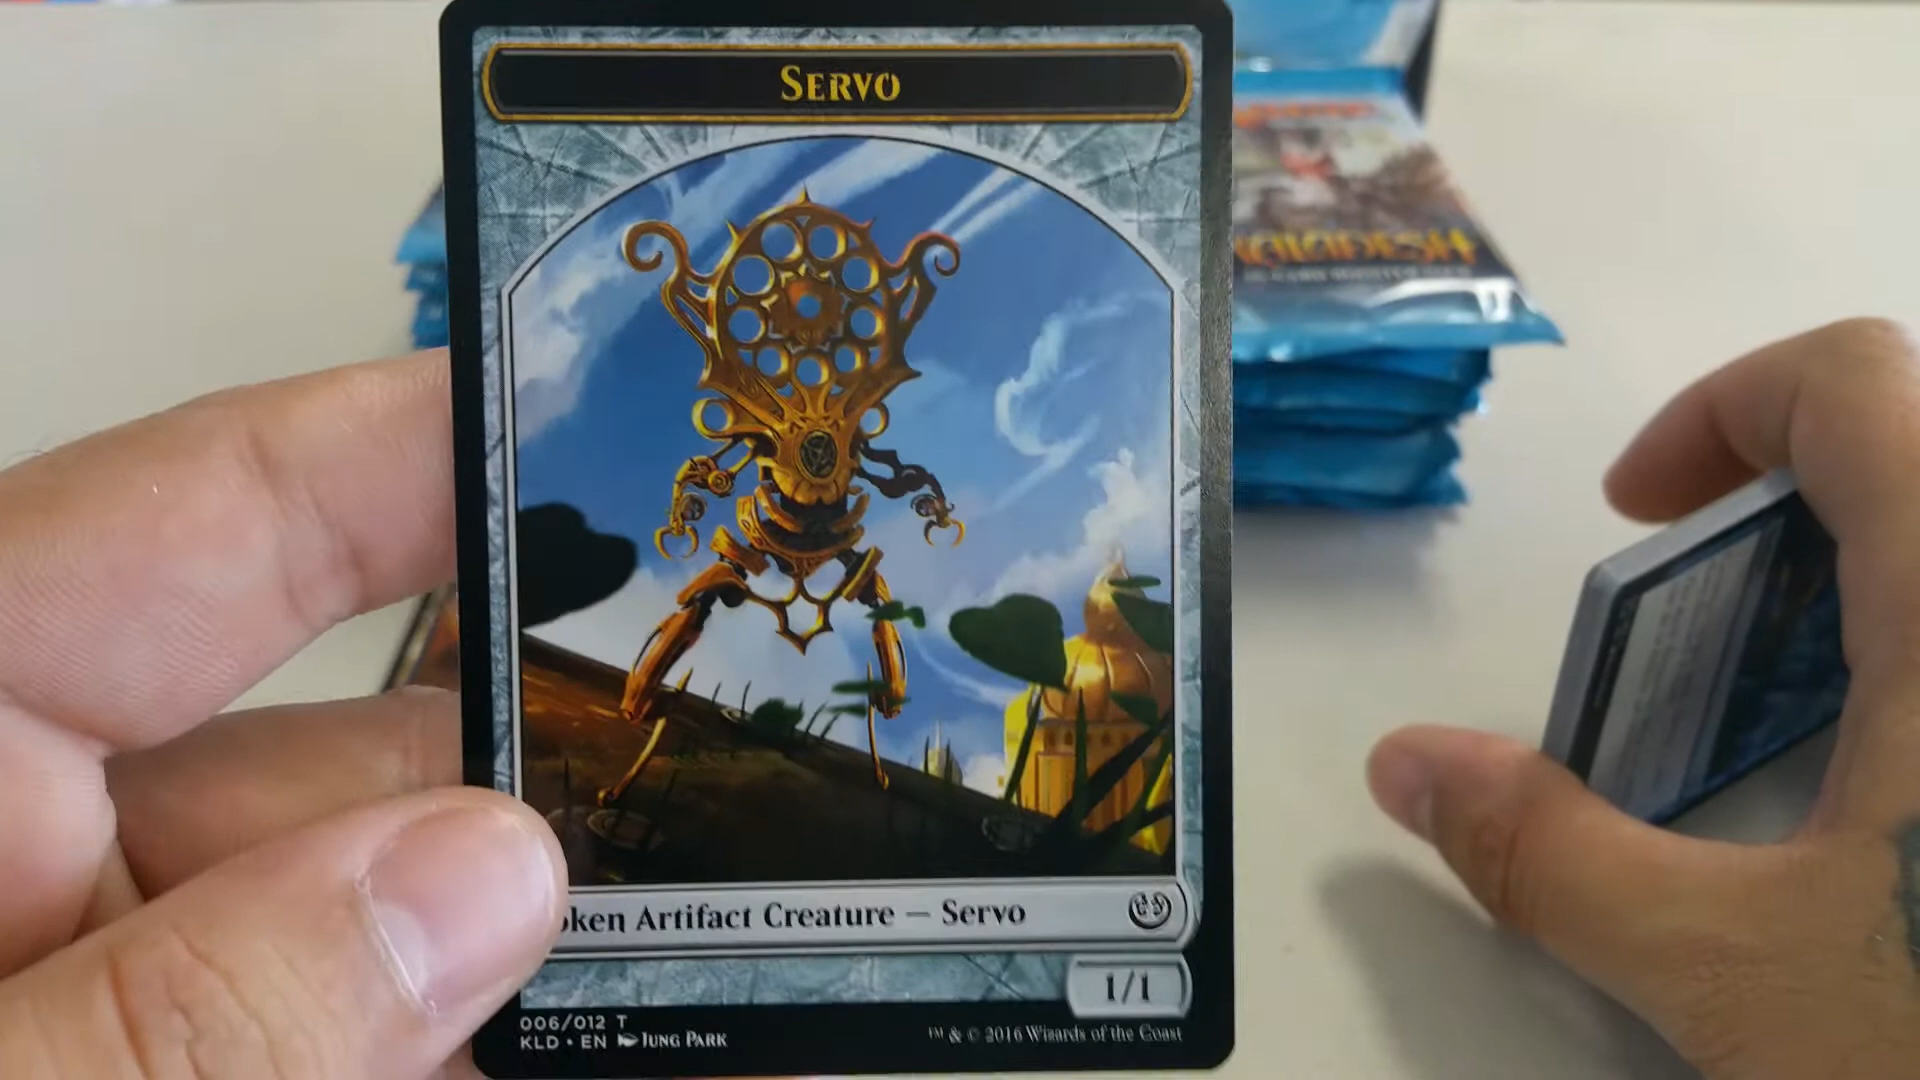 SERVO
KALADESH
oken Artifact Creature — Servo
1/1
006/012 T
KLD • EN JUNG PARK
™ & © 2016 Wizards of the Coast